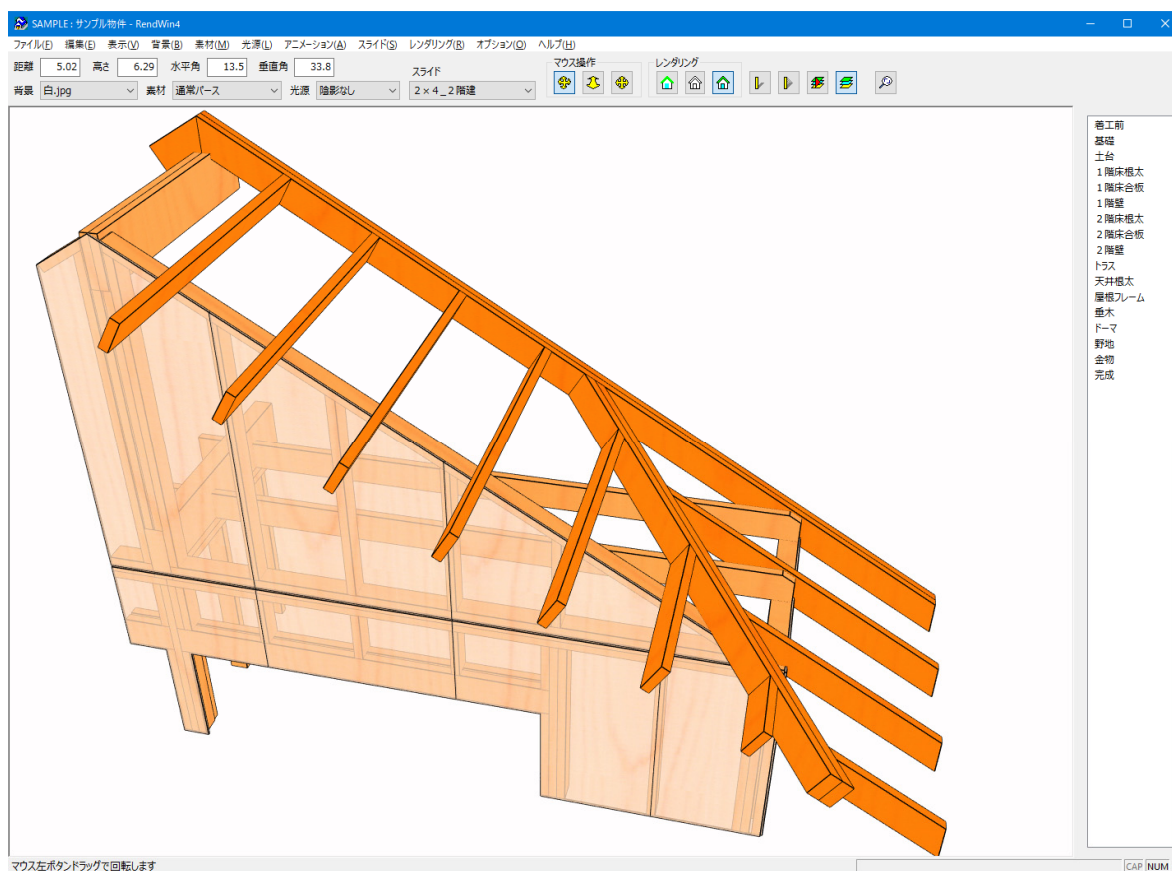 SAMPLE : サンプル物件 - RendWin4
ファイル(F) 編集(E) 表示(V) 背景(B) 素材(M) 光源(L) アニメーション(A) スライド(S) レンダリング(R) オプション(O) ヘルプ(H)
距離 5.02 高さ 6.29 水平角 13.5 垂直角 33.8 スライド マウス操作 レンダリング
背景 白.jpg 素材 通常パース 光源 陰影なし 2×4_2階建
着工前
基礎
土台
1階床根太
1階床合板
1階壁
2階床根太
2階床合板
2階壁
トラス
天井根太
屋根フレーム
垂木
ドーマ
野地
金物
完成
マウス左ボタンドラッグで回転します CAP NUM